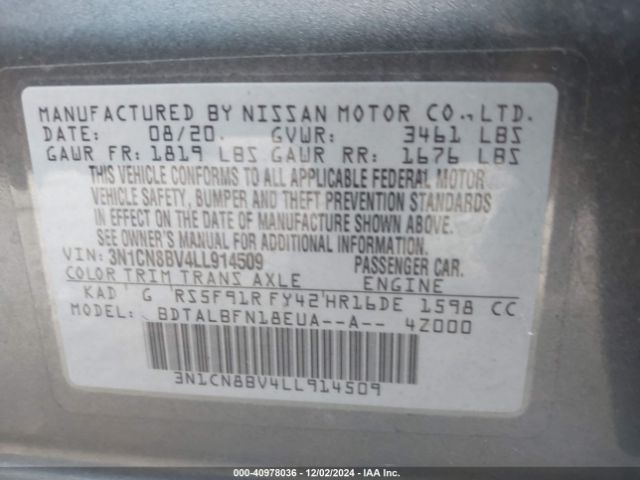 MANUFACTURED BY NISSAN MOTOR CO., LTD.
DATE: 08/20. GVWR: 3461 LBS
GAWR FR: 1819 LBS GAWR RR: 1676 LBS
THIS VEHICLE CONFORMS TO ALL APPLICABLE FEDERAL MOTOR
VEHICLE SAFETY, BUMPER AND THEFT PREVENTION STANDARDS
IN EFFECT ON THE DATE OF MANUFACTURE SHOWN ABOVE.
SEE OWNER'S MANUAL FOR ADDITIONAL INFORMATION.
VIN: 3N1CN8BV4LL914509 PASSENGER CAR.
COLOR TRIM TRANS AXLE ENGINE
KAD G RS5F91R FY42 HR16DE 1598 CC
MODEL: BDTALBFN18EUA--A-- 4Z000
3N1CN8BV4LL914509
000-40978036 - 12/02/2024 - IAA Inc.